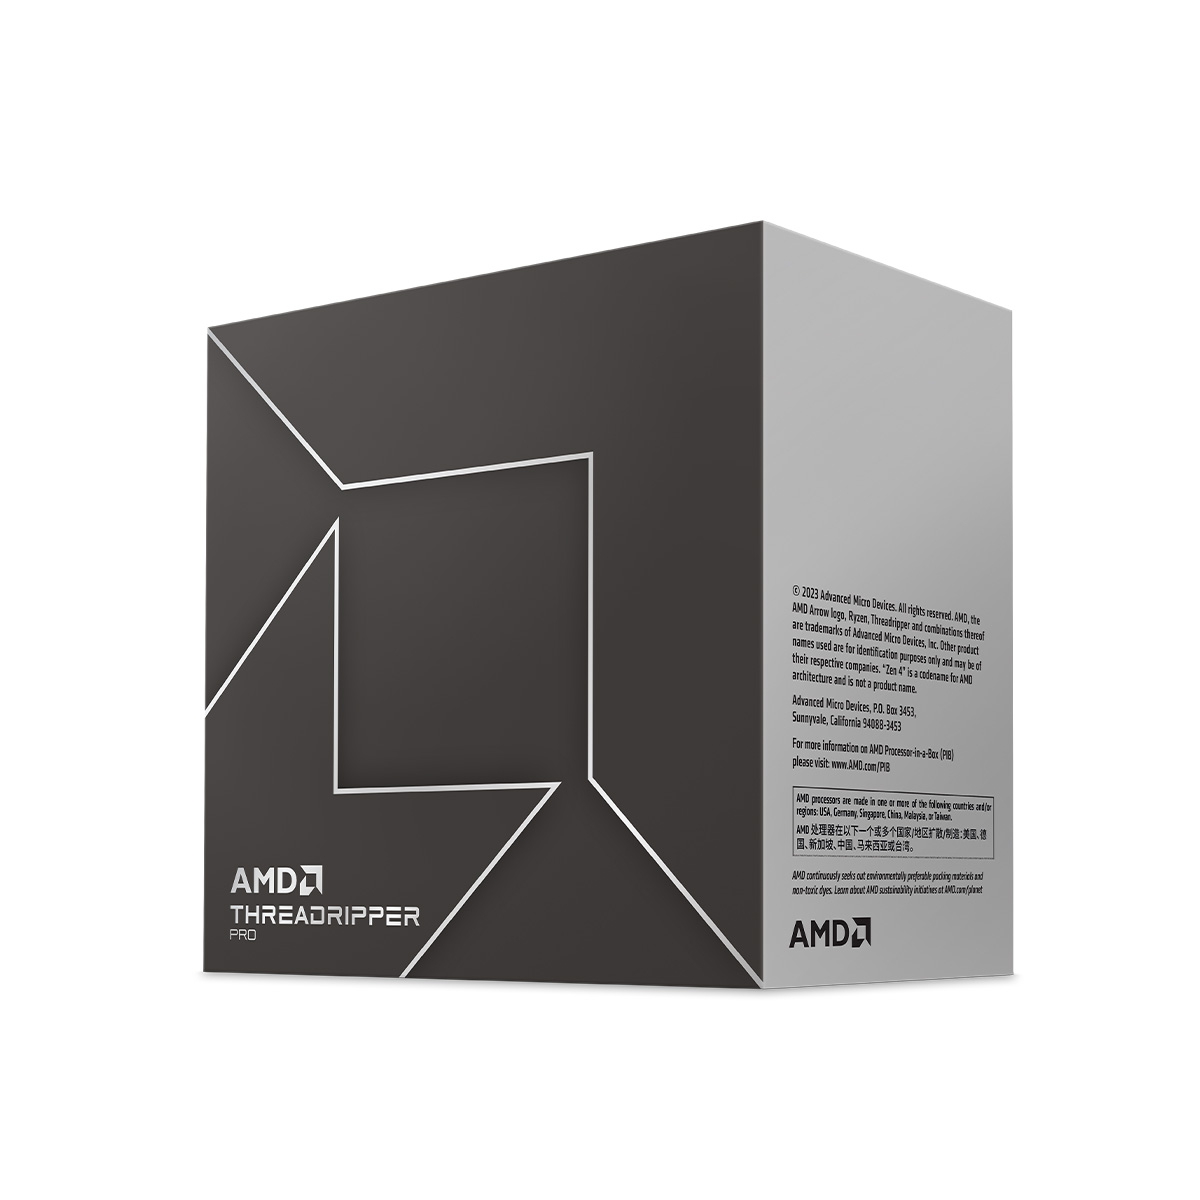 AMD
THREADRIPPER
PRO
© 2023 Advanced Micro Devices. All rights reserved. AMD, the
AMD Arrow logo, Ryzen, Threadripper and combinations thereof
are trademarks of Advanced Micro Devices, Inc. Other product
names used are for identification purposes only and may be of
their respective companies. "Zen 4" is a codename for AMD
architecture and is not a product name.
Advanced Micro Devices, P.O. Box 3453,
Sunnyvale, California 94088-3453
For more information on AMD Processor-in-a-Box (PIB)
please visit: www.AMD.com/PIB
AMD processors are made in one or more of the following countries and/or
regions: USA, Germany, Singapore, China, Malaysia, or Taiwan.
AMD 处理器在以下一个或多个国家/地区扩散/制造：美国、德
国、新加坡、中国、马来西亚或台湾。
AMD continuously seeks out environmentally preferable packing materials and
non-toxic dyes. Learn about AMD sustainability initiatives at AMD.com/planet
AMD